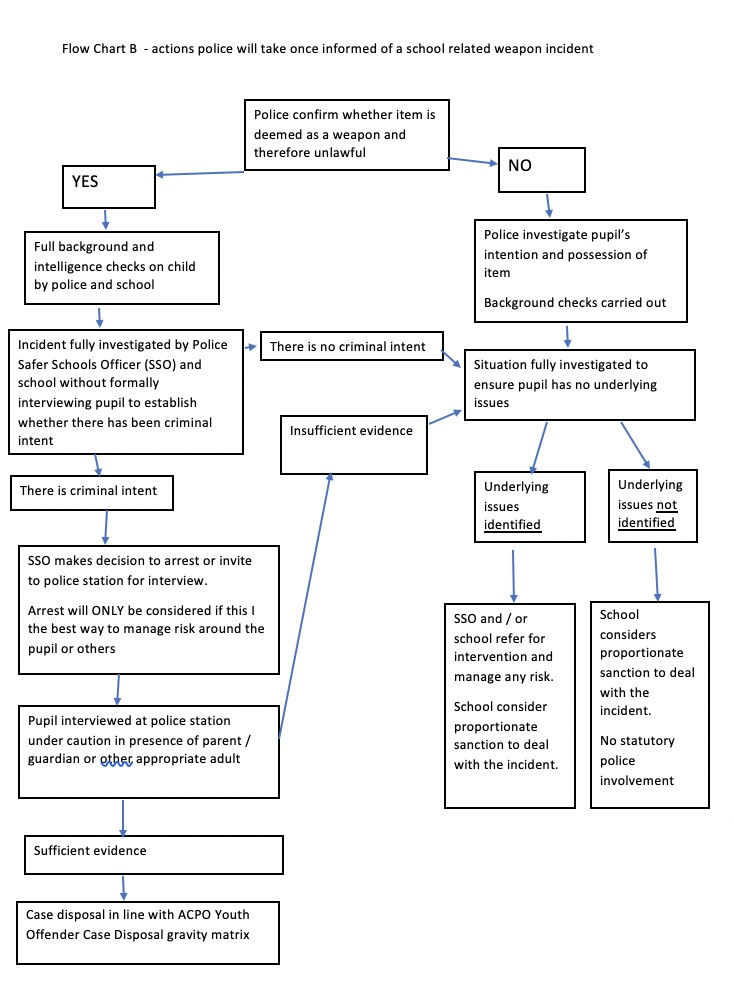 Flow Chart B  - actions police will take once informed of a school related weapon incident
Police confirm whether item is
deemed as a weapon and
therefore unlawful
YES
NO
Full background and
intelligence checks on child
by police and school
Police investigate pupil’s
intention and possession of
item
Background checks carried out
Incident fully investigated by Police
Safer Schools Officer (SSO) and
school without formally
interviewing pupil to establish
whether there has been criminal
intent
There is no criminal intent
Situation fully investigated to
ensure pupil has no underlying
issues
Insufficient evidence
There is criminal intent
Underlying
issues
identified
Underlying
issues not
identified
SSO makes decision to arrest or invite
to police station for interview.
Arrest will ONLY be considered if this I
the best way to manage risk around the
pupil or others
SSO and / or
school refer for
intervention and
manage any risk.
School consider
proportionate
sanction to deal
with the incident.
School
considers
proportionate
sanction to deal
with the
incident.
No statutory
police
involvement
Pupil interviewed at police station
under caution in presence of parent /
guardian or other appropriate adult
Sufficient evidence
Case disposal in line with ACPO Youth
Offender Case Disposal gravity matrix